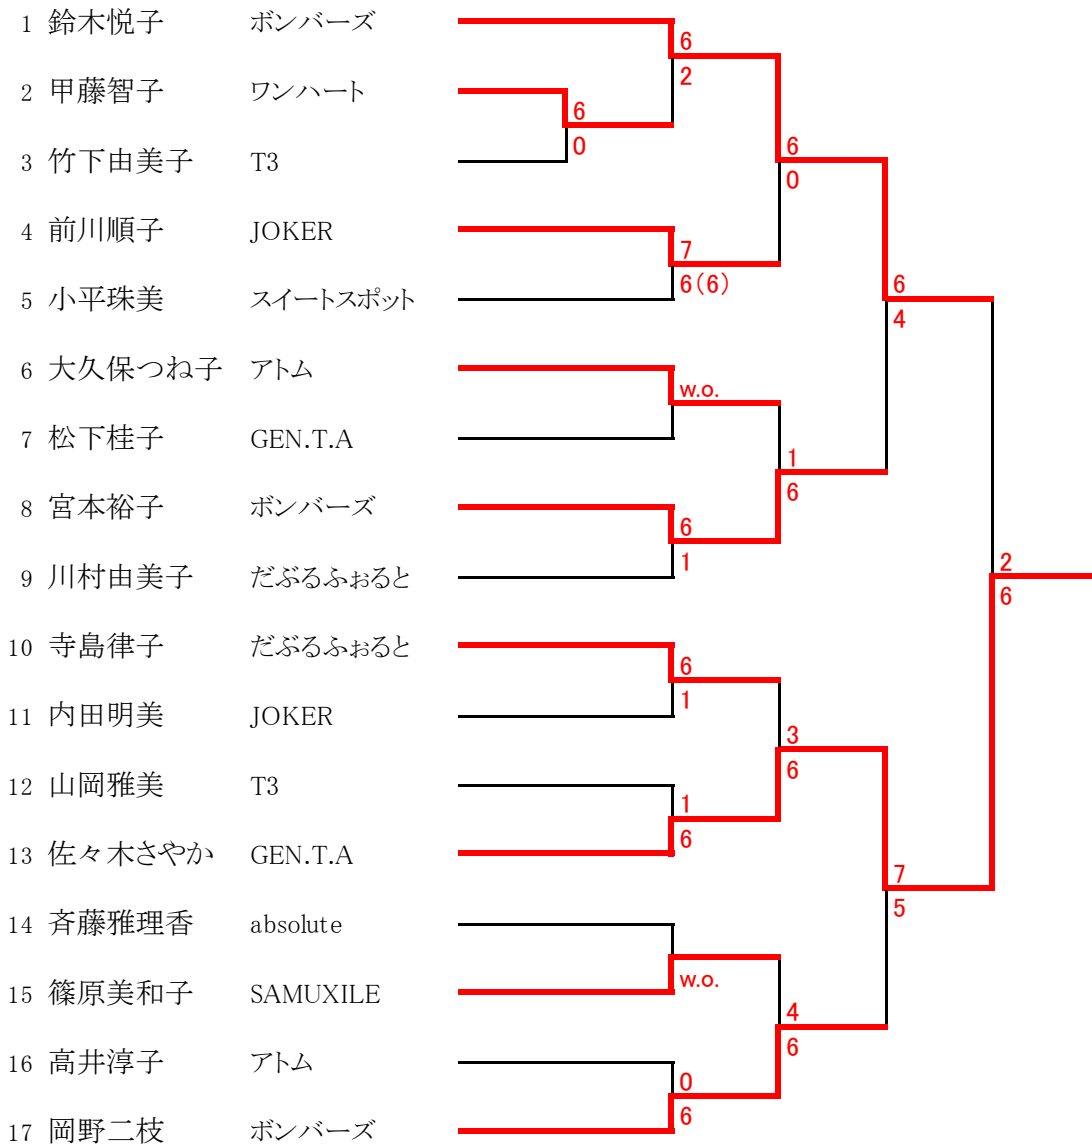 1 鈴木悦子 ボンバーズ
6
2
2 甲藤智子 ワンハート
6
0
6
0
3 竹下由美子 T3
4 前川順子 JOKER
7
6(6)
6
4
5 小平珠美 スイートスポット
6 大久保つね子 アトム
w.o.
7 松下桂子 GEN.T.A
1
6
8 宮本裕子 ボンバーズ
6
1
9 川村由美子 だぶるふぉると
2
6
10 寺島律子 だぶるふぉると
6
1
11 内田明美 JOKER
3
6
12 山岡雅美 T3
1
6
13 佐々木さやか GEN.T.A
7
5
14 斉藤雅理香 absolute
w.o.
15 篠原美和子 SAMUXILE
4
6
16 高井淳子 アトム
0
6
17 岡野二枝 ボンバーズ